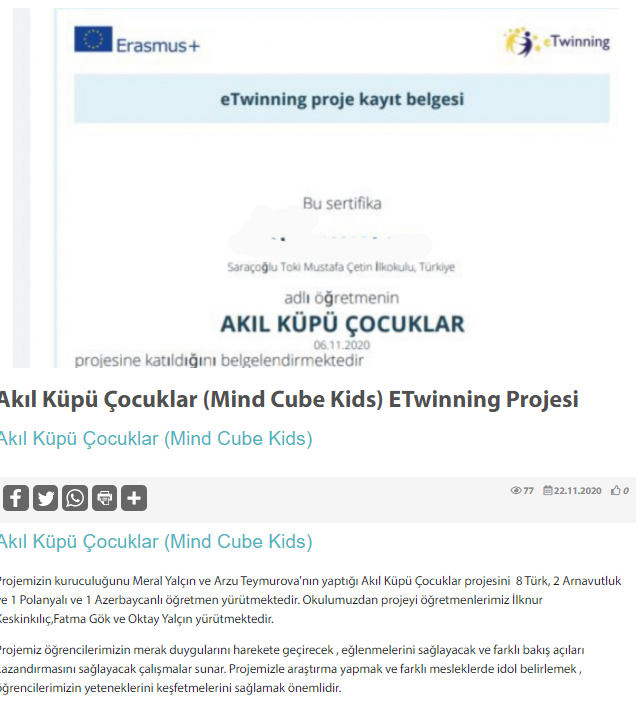 Erasmus+
eTwinning
eTwinning proje kayıt belgesi
Bu sertifika
Saraçoğlu Toki Mustafa Çetin İlkokulu, Türkiye
adlı öğretmenin
AKIL KÜPÜ ÇOCUKLAR
06.11.2020
projesine katıldığını belgelendirmektedir
Akıl Küpü Çocuklar (Mind Cube Kids) ETwinning Projesi
Akıl Küpü Çocuklar (Mind Cube Kids)
77 22.11.2020 0
Akıl Küpü Çocuklar (Mind Cube Kids)
Projemizin kuruculuğunu Meral Yalçın ve Arzu Teymurova'nın yaptığı Akıl Küpü Çocuklar projesini 8 Türk, 2 Arnavutluk
ve 1 Polanyalı ve 1 Azerbaycanlı öğretmen yürütmektedir. Okulumuzdan projeyi öğretmenlerimiz İlknur
Keskinkılıç,Fatma Gök ve Oktay Yalçın yürütmektedir.
Projemiz öğrencilerimizin merak duygularını harekete geçirecek , eğlenmelerini sağlayacak ve farklı bakış açıları
kazandırmasını sağlayacak çalışmalar sunar. Projemizle araştırma yapmak ve farklı mesleklerde idol belirlemek ,
öğrencilerimizin yeteneklerini keşfetmelerini sağlamak önemlidir.